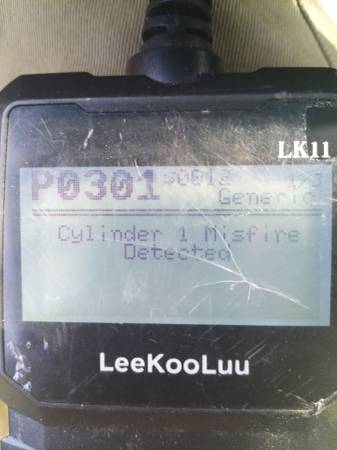 LK11
P0301
Generic
Cylinder 1 Misfire
Detected
LeeKooLuu